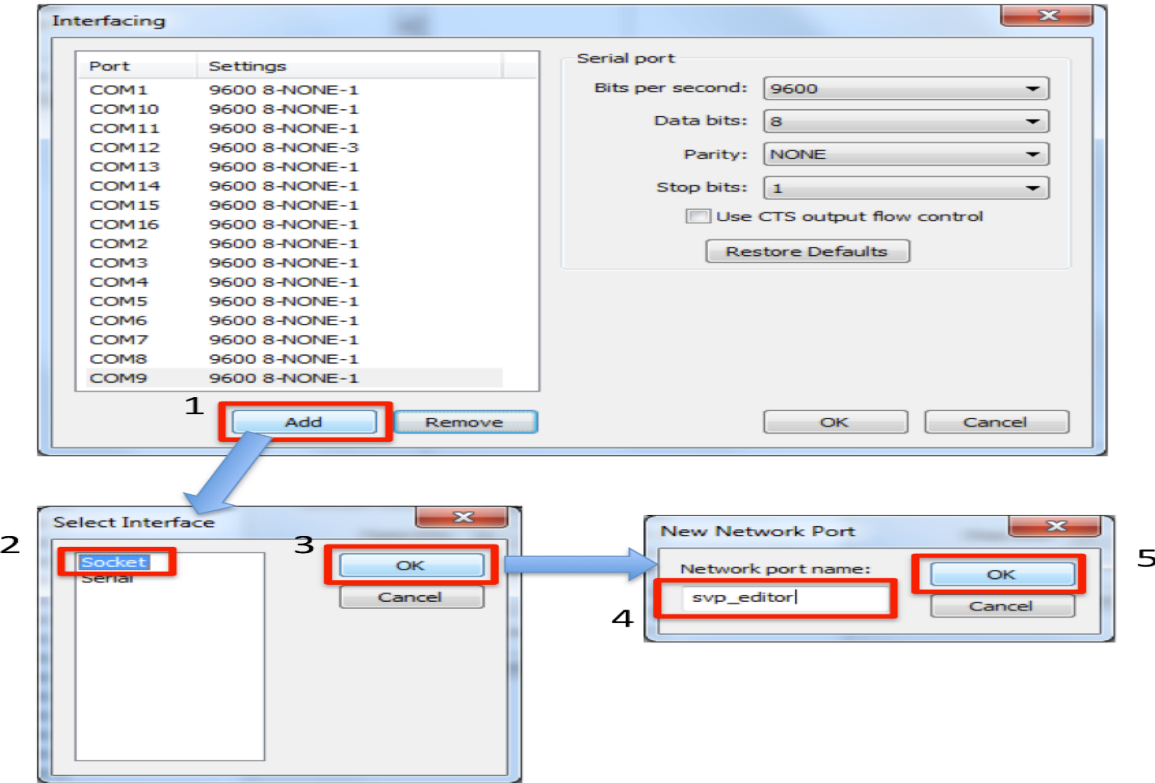 Interfacing
Port Settings
COM1 9600 8-NONE-1
COM10 9600 8-NONE-1
COM11 9600 8-NONE-1
COM12 9600 8-NONE-3
COM13 9600 8-NONE-1
COM14 9600 8-NONE-1
COM15 9600 8-NONE-1
COM16 9600 8-NONE-1
COM2 9600 8-NONE-1
COM3 9600 8-NONE-1
COM4 9600 8-NONE-1
COM5 9600 8-NONE-1
COM6 9600 8-NONE-1
COM7 9600 8-NONE-1
COM8 9600 8-NONE-1
COM9 9600 8-NONE-1
Serial port
Bits per second: 9600
Data bits: 8
Parity: NONE
Stop bits: 1
Use CTS output flow control
Restore Defaults
1
Add Remove OK Cancel
2
Select Interface
Socket
Serial
3
OK
Cancel
New Network Port
Network port name:
svp_editor
4
OK
Cancel
5